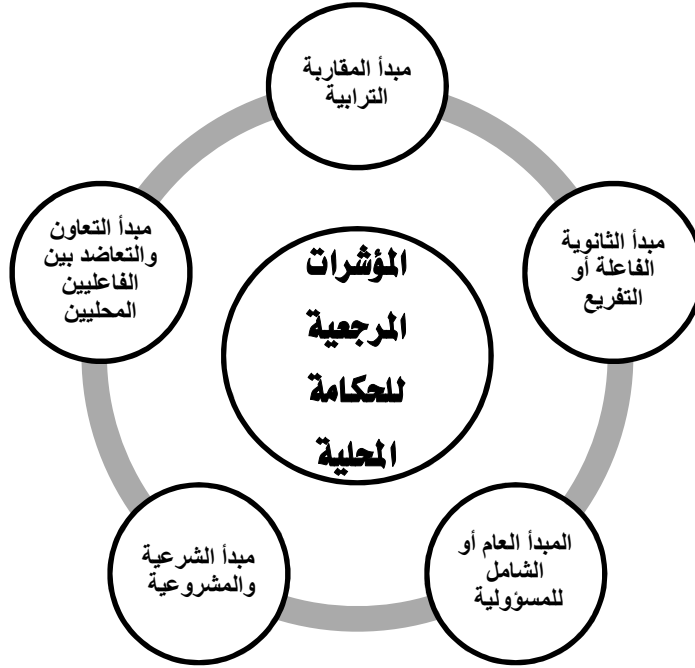 مبدأ المقاربة
الترابية
مبدأ الثانوية
الفاعلة أو
التفريع
المبدأ العام أو
الشامل
للمسؤولية
مبدأ الشرعية
والمشروعية
مبدأ التعاون
والتعاضد بين
الفاعليين
المحليين
المؤشرات
المرجعية
للحكامة
المحلية